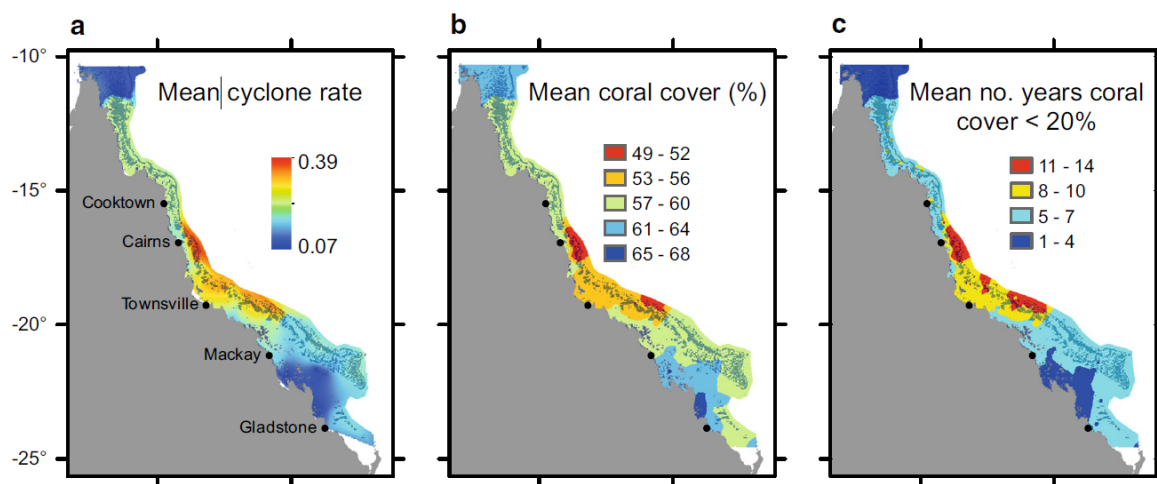 a
Mean cyclone rate
0.39
0.07
-10°
-15°
-20°
-25°
Cooktown
Cairns
Townsville
Mackay
Gladstone
b
Mean coral cover (%)
49 - 52
53 - 56
57 - 60
61 - 64
65 - 68
c
Mean no. years coral
cover < 20%
11 - 14
8 - 10
5 - 7
1 - 4